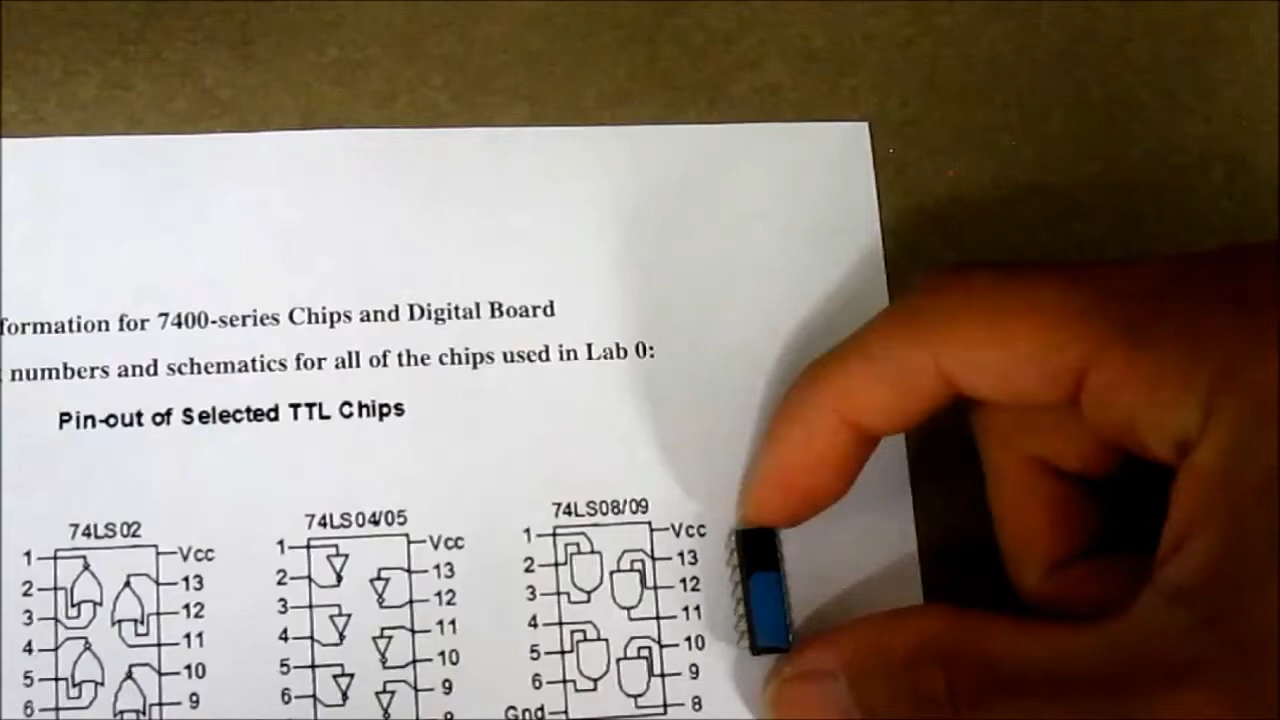 formation for 7400-series Chips and Digital Board
numbers and schematics for all of the chips used in Lab 0:
Pin-out of Selected TTL Chips
74LS02
1 Vcc
2 13
3 12
4 11
5 10
6 9
74LS04/05
1 Vcc
2 13
3 12
4 11
5 10
6 9
8
74LS08/09
1 Vcc
2 13
3 12
4 11
5 10
6 9
Gnd 8